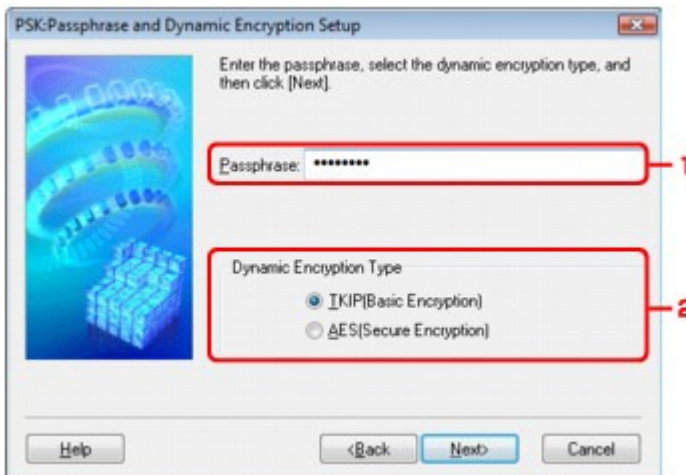 PSK:Passphrase and Dynamic Encryption Setup
Enter the passphrase, select the dynamic encryption type, and
then click [Next].
Passphrase: ••••••••
1
Dynamic Encryption Type
TKIP(Basic Encryption)
AES(Secure Encryption)
2
Help
<Back
Next>
Cancel